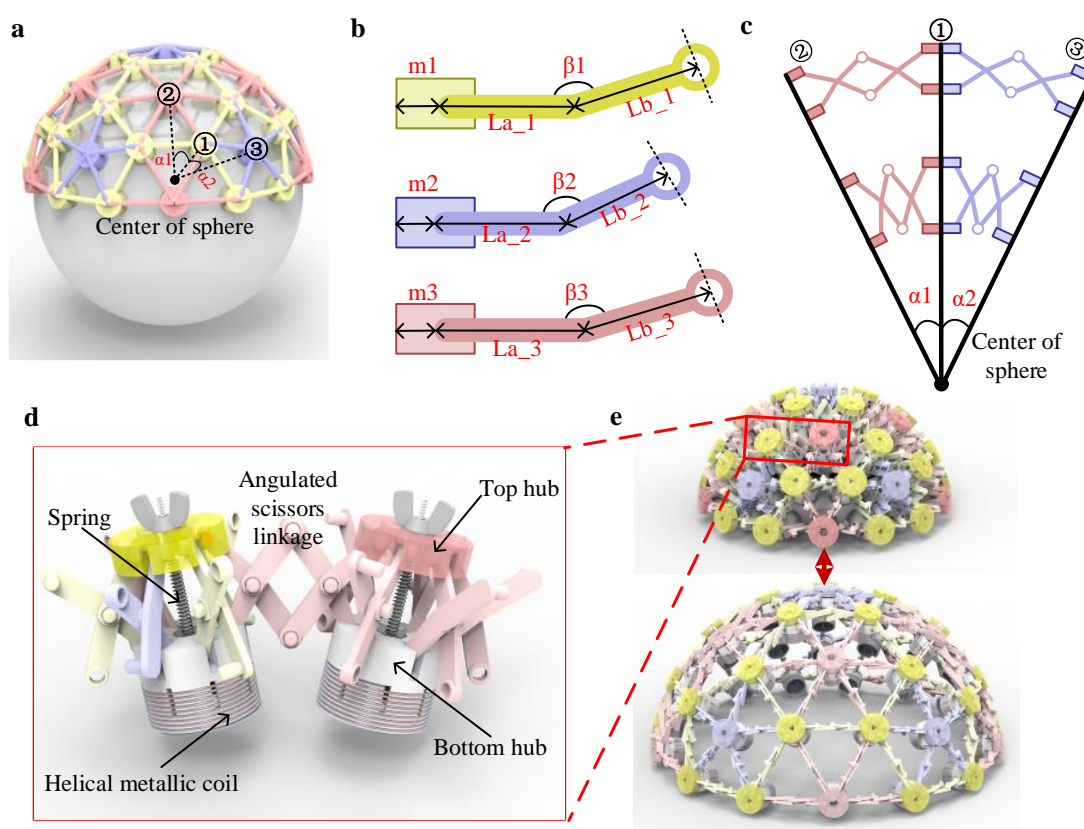 a
②
①
③
α1
α2
Center of sphere
b
m1
β1
La_1
Lb_1
m2
β2
La_2
Lb_2
m3
β3
La_3
Lb_3
c
①
②
③
α1
α2
Center of
sphere
d
Angulated
scissors
linkage
Spring
Top hub
Bottom hub
Helical metallic coil
e